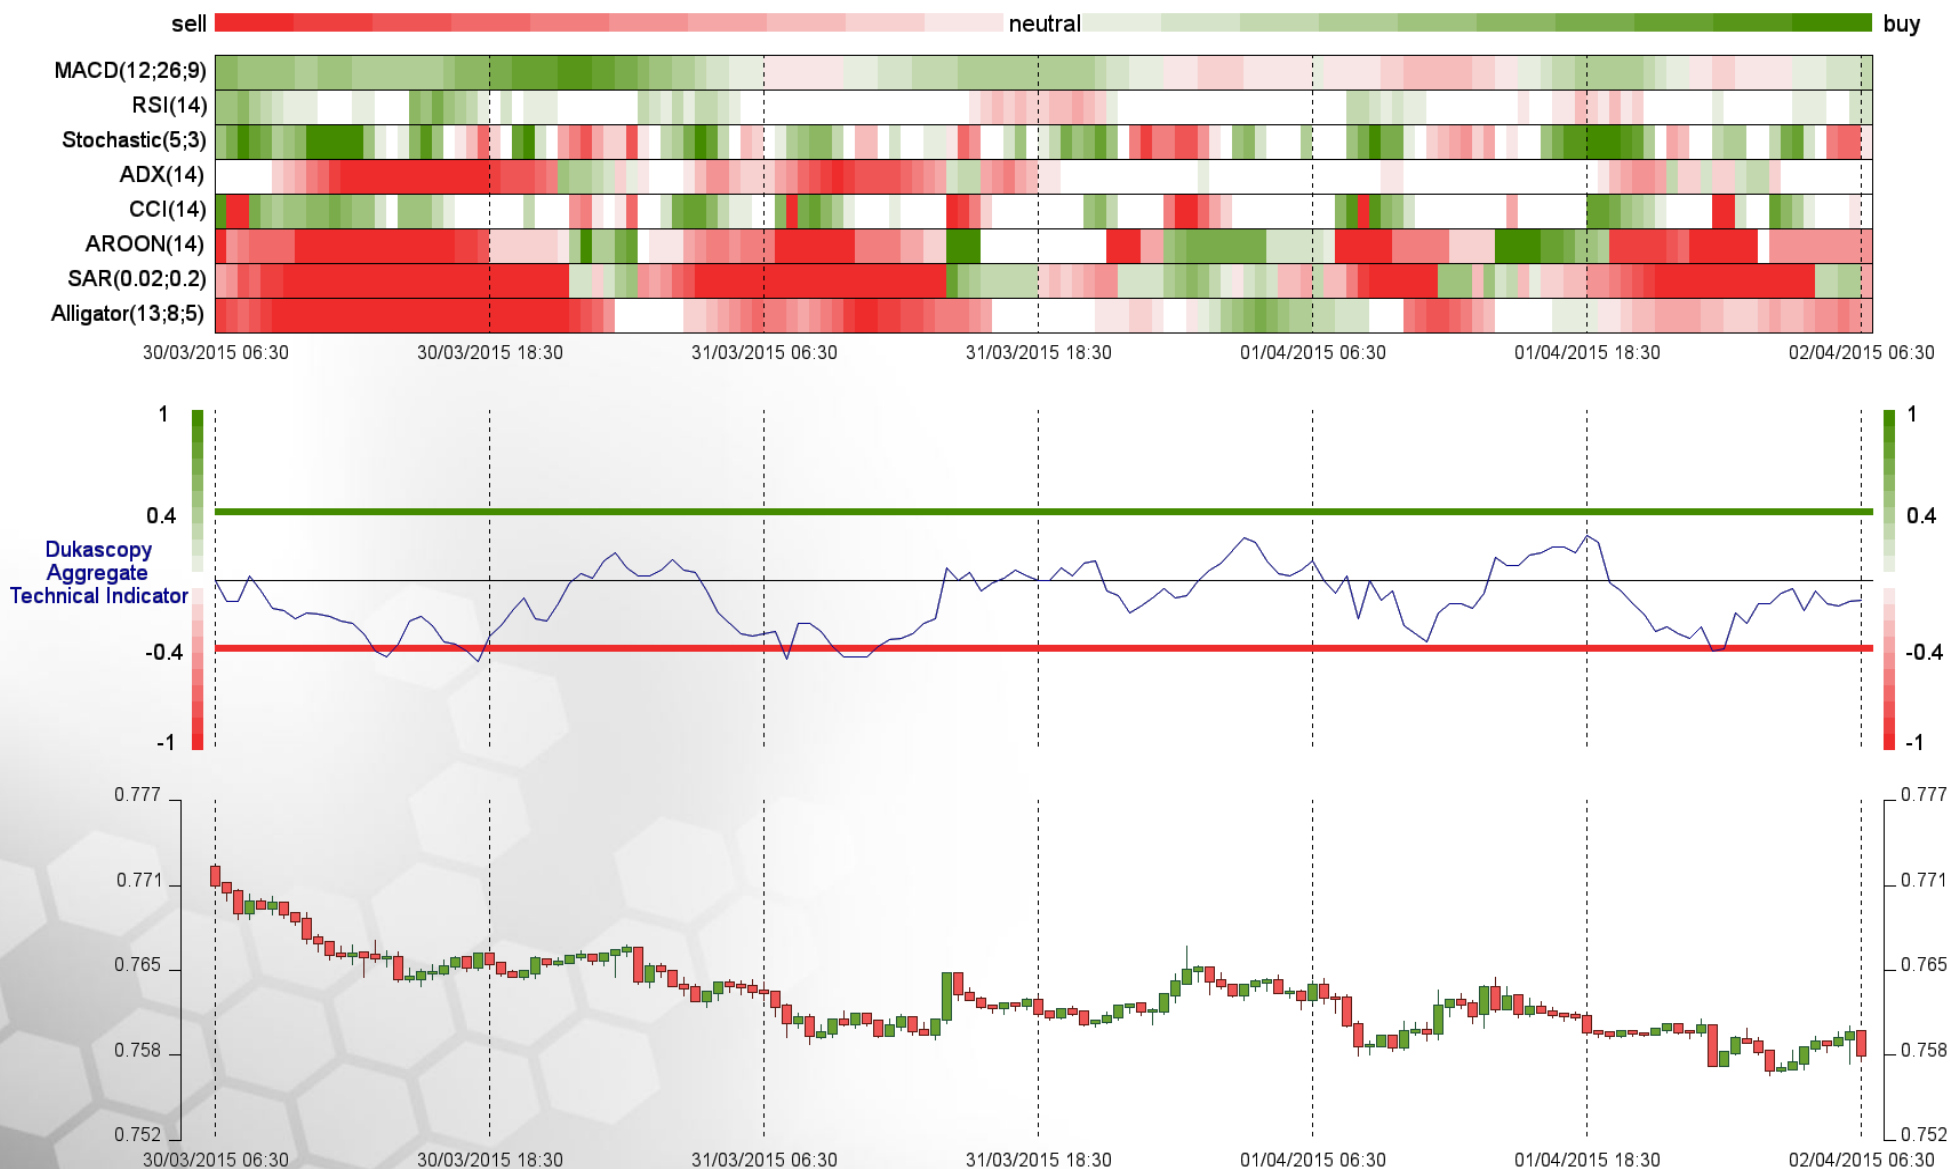 sell neutral buy
MACD(12;26;9)
RSI(14)
Stochastic(5;3)
ADX(14)
CCI(14)
AROON(14)
SAR(0.02;0.2)
Alligator(13;8;5)
30/03/2015 06:30 30/03/2015 18:30 31/03/2015 06:30 31/03/2015 18:30 01/04/2015 06:30 01/04/2015 18:30 02/04/2015 06:30
1 1
0.4 0.4
Dukascopy
Aggregate
Technical Indicator
-0.4 -0.4
-1 -1
0.777 0.777
0.771 0.771
0.765 0.765
0.758 0.758
0.752 0.752
30/03/2015 06:30 30/03/2015 18:30 31/03/2015 06:30 31/03/2015 18:30 01/04/2015 06:30 01/04/2015 18:30 02/04/2015 06:30